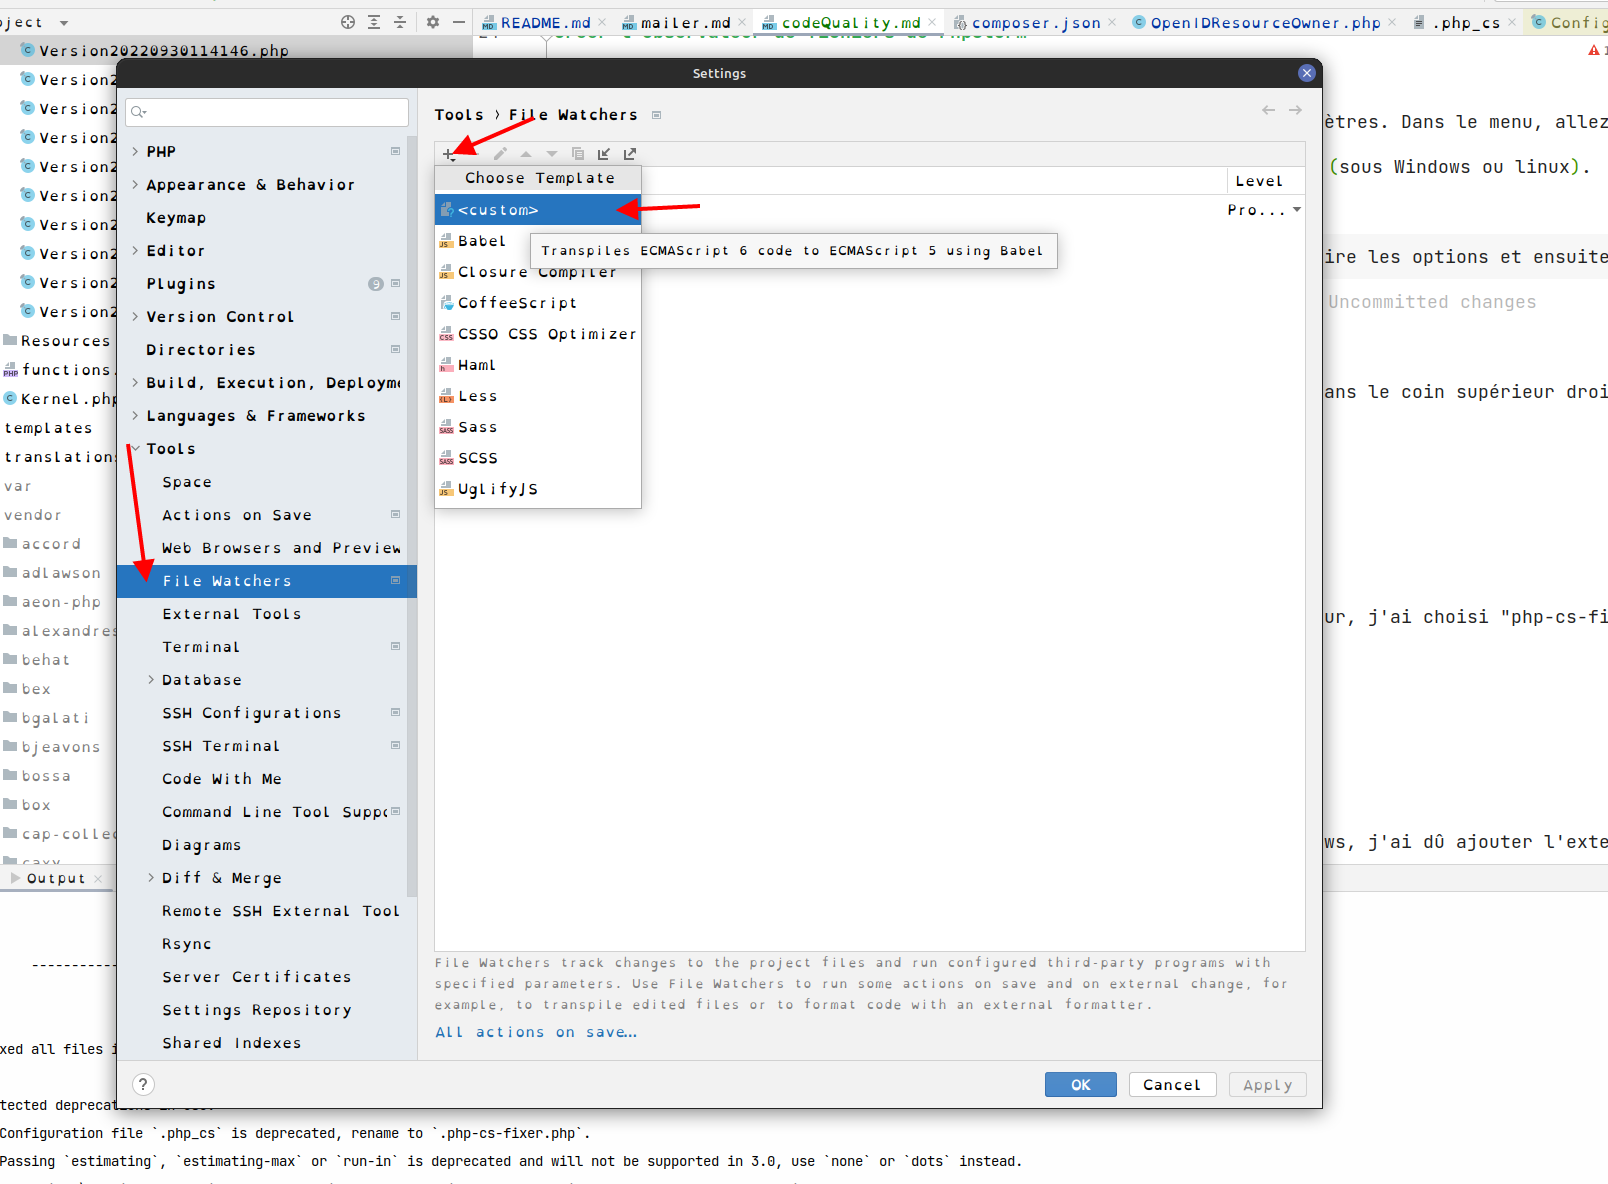 oject
README.md
mailer.md
codeQuality.md
composer.json
OpenIDResourceOwner.php
.php_cs
Config
Version20220930114146.php
Version2
Version2
Version2
Version2
Version2
Version2
Version2
Version2
Version2
Resources
functions.
Kernel.php
templates
translations
var
vendor
accord
adlawson
aeon-php
alexandres
behat
bex
bgalati
bjeavons
bossa
box
cap-collec
caxy
Settings
PHP
Appearance & Behavior
Keymap
Editor
Plugins
9
Version Control
Directories
Build, Execution, Deployme
Languages & Frameworks
Tools
Space
Actions on Save
Web Browsers and Preview
File Watchers
External Tools
Terminal
Database
SSH Configurations
SSH Terminal
Code With Me
Command Line Tool Suppo
Diagrams
Diff & Merge
Remote SSH External Tool
Rsync
Server Certificates
Settings Repository
Shared Indexes
Tools › File Watchers
Level
Pro...
Choose Template
<custom>
Babel
Transpiles ECMAScript 6 code to ECMAScript 5 using Babel
Closure Compiler
CoffeeScript
CSSO CSS Optimizer
Haml
Less
Sass
SCSS
UglifyJS
File Watchers track changes to the project files and run configured third-party programs with
specified parameters. Use File Watchers to run some actions on save and on external change, for
example, to transpile edited files or to format code with an external formatter.
All actions on save...
?
OK
Cancel
Apply
ètres. Dans le menu, allez
(sous Windows ou linux).
ire les options et ensuite
Uncommitted changes
ans le coin supérieur droi
ur, j'ai choisi "php-cs-fi
ws, j'ai dû ajouter l'exte
Output
-----------
xed all files i
tected deprecations in use:
Configuration file `.php_cs` is deprecated, rename to `.php-cs-fixer.php`.
Passing `estimating`, `estimating-max` or `run-in` is deprecated and will not be supported in 3.0, use `none` or `dots` instead.